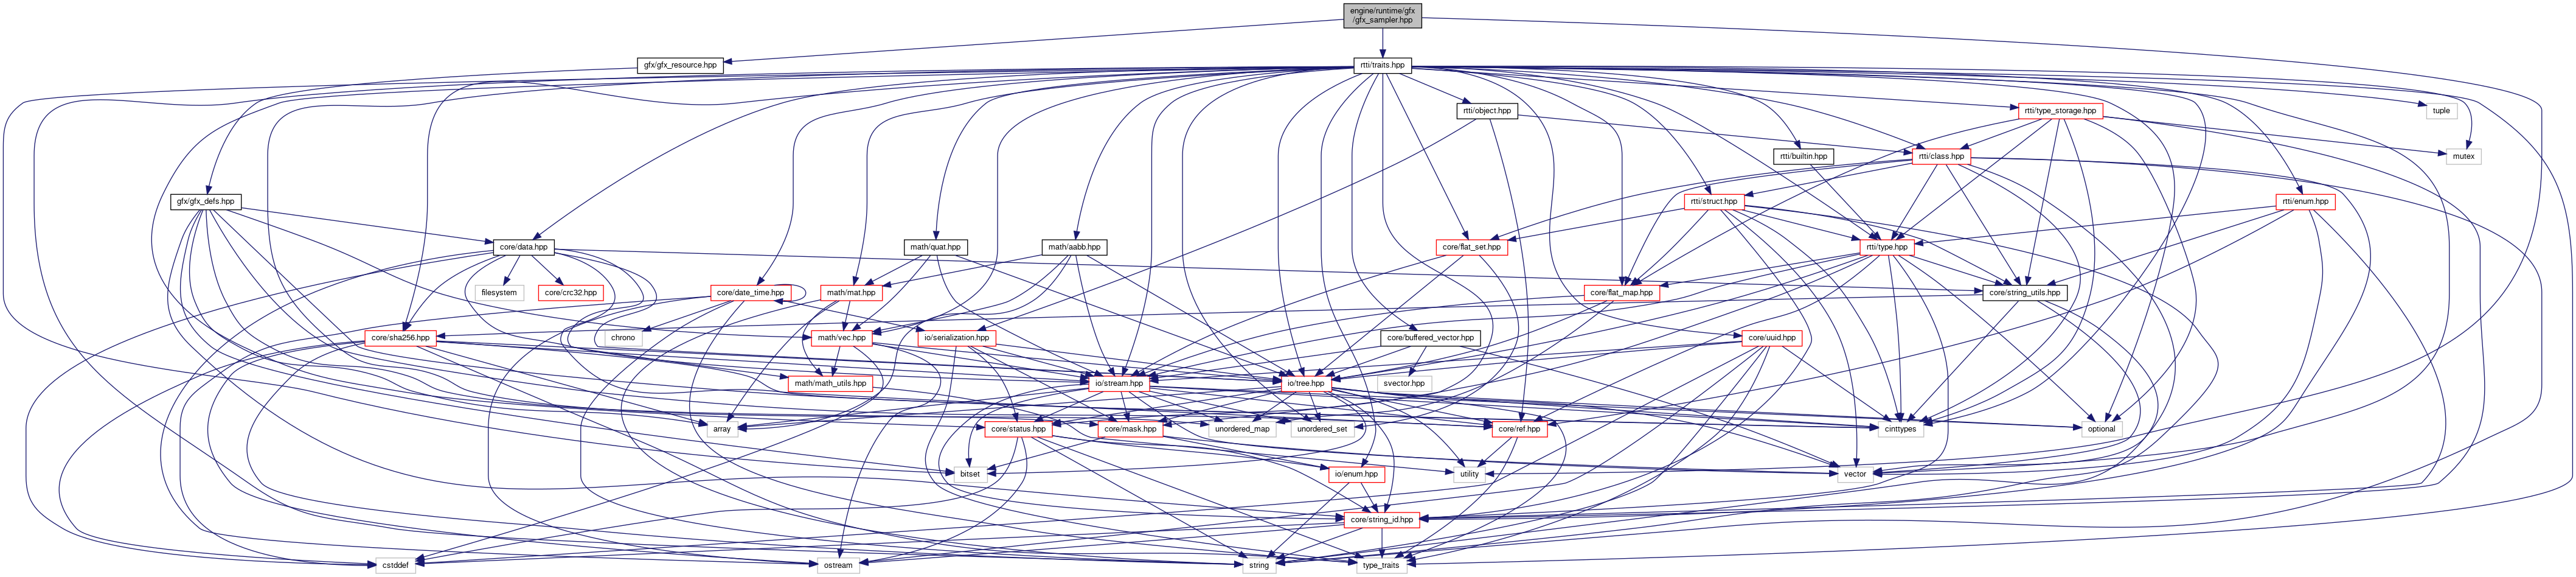 engine/runtime/gfx
/gfx_sampler.hpp
gfx/gfx_resource.hpp
rtti/traits.hpp
rtti/object.hpp
rtti/type_storage.hpp
tuple
rtti/builtin.hpp
rtti/class.hpp
mutex
gfx/gfx_defs.hpp
rtti/struct.hpp
rtti/enum.hpp
core/data.hpp
math/quat.hpp
math/aabb.hpp
core/flat_set.hpp
rtti/type.hpp
filesystem
core/crc32.hpp
core/date_time.hpp
math/mat.hpp
core/flat_map.hpp
core/string_utils.hpp
core/sha256.hpp
chrono
math/vec.hpp
io/serialization.hpp
core/buffered_vector.hpp
core/uuid.hpp
math/math_utils.hpp
io/stream.hpp
svector.hpp
io/tree.hpp
array
core/status.hpp
core/mask.hpp
unordered_map
unordered_set
core/ref.hpp
cinttypes
optional
bitset
io/enum.hpp
utility
vector
core/string_id.hpp
cstddef
ostream
string
type_traits